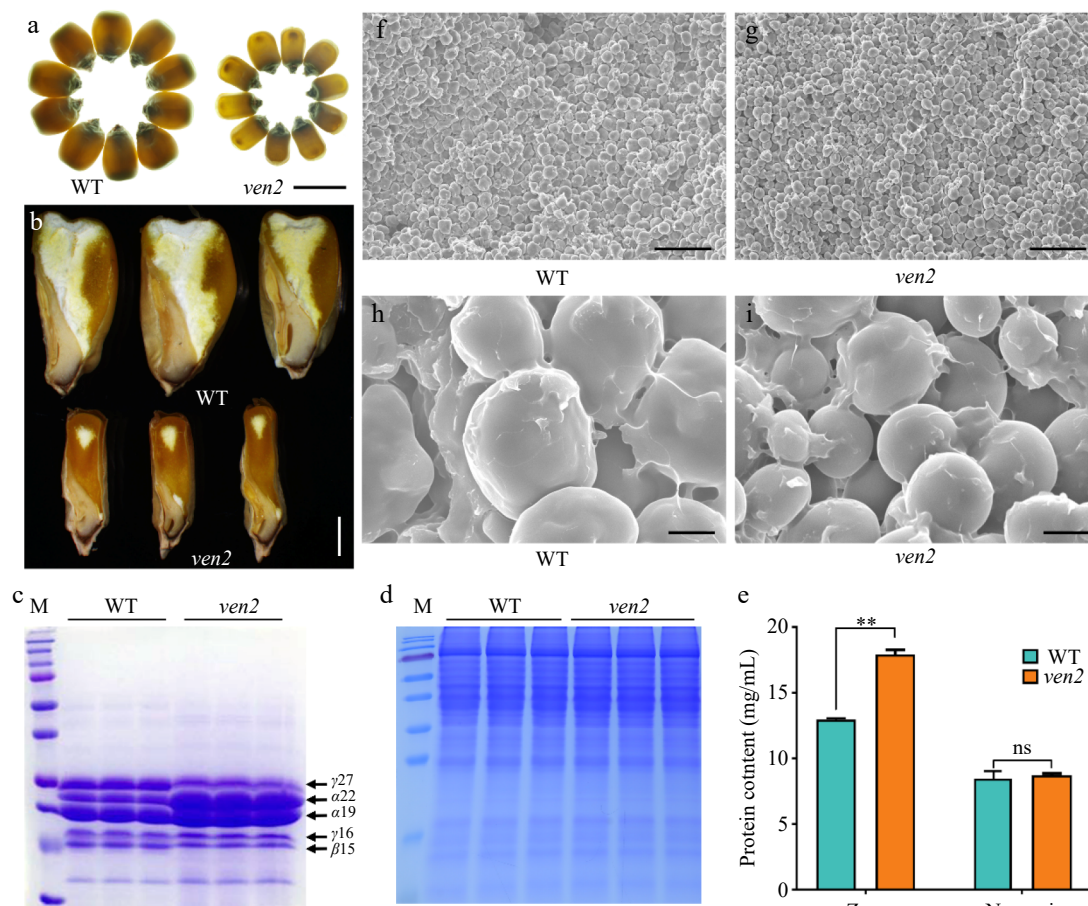 a
WT
ven2
b
WT
ven2
f
WT
g
ven2
h
WT
i
ven2
c
M
WT
ven2
γ27
α22
α19
γ16
β15
d
M
WT
ven2
e
Protein cotntent (mg/mL)
20
15
10
5
0
**
ns
WT
ven2